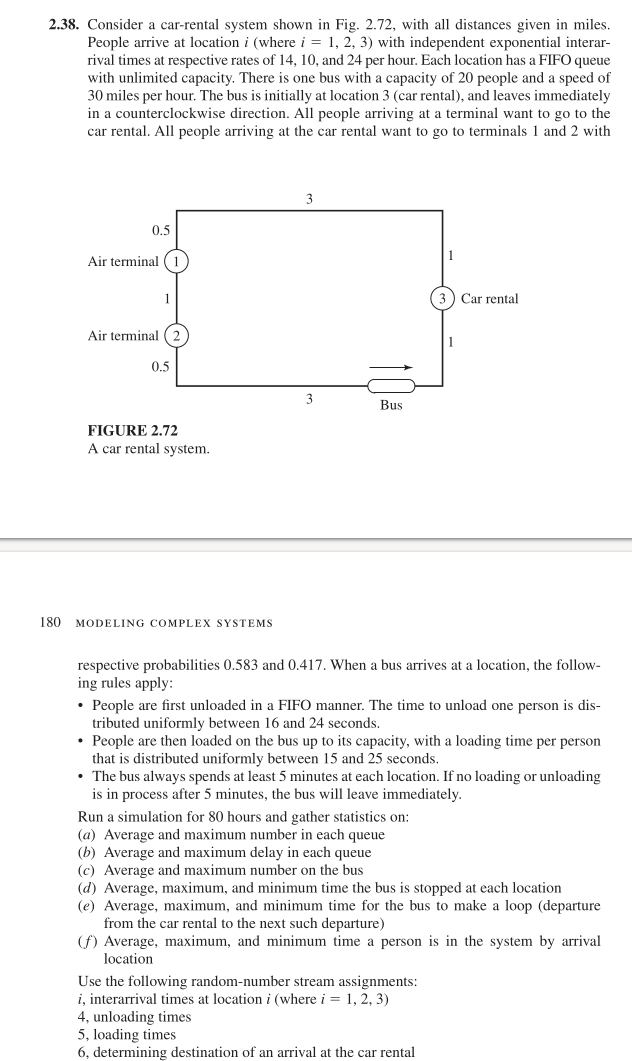 2.38. Consider a car-rental system shown in Fig. 2.72, with all distances given in miles.
People arrive at location i (where i = 1, 2, 3) with independent exponential interar-
rival times at respective rates of 14, 10, and 24 per hour. Each location has a FIFO queue
with unlimited capacity. There is one bus with a capacity of 20 people and a speed of
30 miles per hour. The bus is initially at location 3 (car rental), and leaves immediately
in a counterclockwise direction. All people arriving at a terminal want to go to the
car rental. All people arriving at the car rental want to go to terminals 1 and 2 with
3
0.5
Air terminal 1
1
1
3 Car rental
Air terminal 2
1
0.5
3
Bus
FIGURE 2.72
A car rental system.
180 MODELING COMPLEX SYSTEMS
respective probabilities 0.583 and 0.417. When a bus arrives at a location, the follow-
ing rules apply:
• People are first unloaded in a FIFO manner. The time to unload one person is dis-
tributed uniformly between 16 and 24 seconds.
• People are then loaded on the bus up to its capacity, with a loading time per person
that is distributed uniformly between 15 and 25 seconds.
• The bus always spends at least 5 minutes at each location. If no loading or unloading
is in process after 5 minutes, the bus will leave immediately.
Run a simulation for 80 hours and gather statistics on:
(a) Average and maximum number in each queue
(b) Average and maximum delay in each queue
(c) Average and maximum number on the bus
(d) Average, maximum, and minimum time the bus is stopped at each location
(e) Average, maximum, and minimum time for the bus to make a loop (departure
from the car rental to the next such departure)
(f) Average, maximum, and minimum time a person is in the system by arrival
location
Use the following random-number stream assignments:
i, interarrival times at location i (where i = 1, 2, 3)
4, unloading times
5, loading times
6, determining destination of an arrival at the car rental